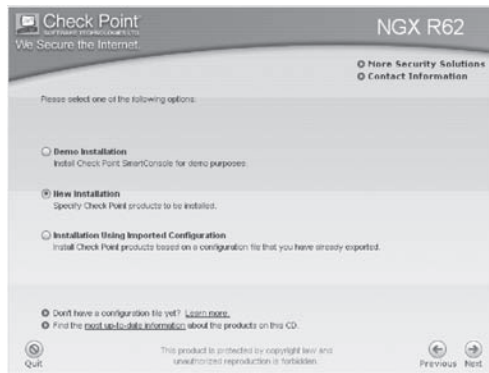 Check Point
SOFTWARE TECHNOLOGIES LTD.
We Secure the Internet.
NGX R62
More Security Solutions
Contact Information
Please select one of the following options.
Demo Installation
Install Check Point SmartConsole for demo purposes.
New Installation
Specify Check Point products to be installed.
Installation Using Imported Configuration
Install Check Point products based on a configuration file that you have already exported.
Don't have a configuration file yet? Learn more.
Find the most up-to-date information about the products on this CD.
Quit
This product is protected by copyright law and
unauthorized reproduction is forbidden.
Previous
Next